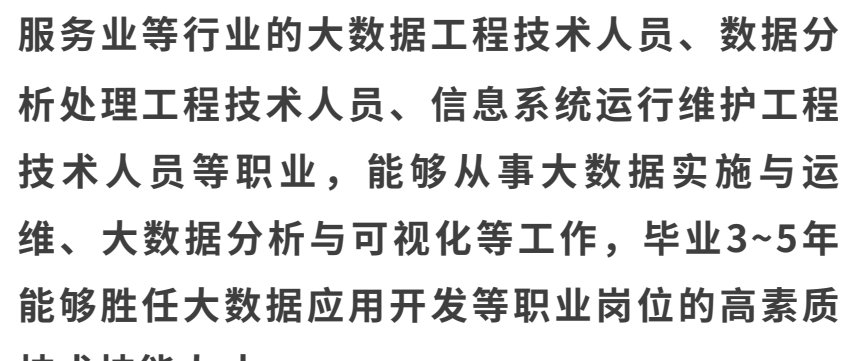 服务业等行业的大数据工程技术人员、数据分
析处理工程技术人员、信息系统运行维护工程
技术人员等职业，能够从事大数据实施与运
维、大数据分析与可视化等工作，毕业3~5年
能够胜任大数据应用开发等职业岗位的高素质